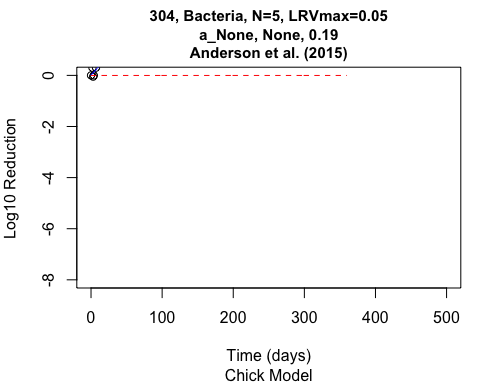 304, Bacteria, N=5, LRVmax=0.05
a_None, None, 0.19
Anderson et al. (2015)
Log10 Reduction
0
-2
-4
-6
-8
0 100 200 300 400 500
Time (days)
Chick Model